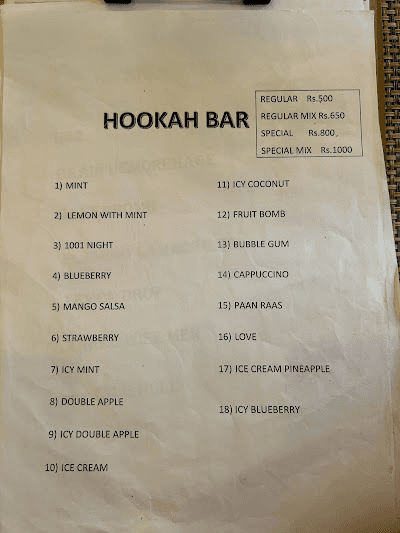 HOOKAH BAR
REGULAR Rs.500
REGULAR MIX Rs.650
SPECIAL Rs.800
SPECIAL MIX Rs.1000
1) MINT
2) LEMON WITH MINT
3) 1001 NIGHT
4) BLUEBERRY
5) MANGO SALSA
6) STRAWBERRY
7) ICY MINT
8) DOUBLE APPLE
9) ICY DOUBLE APPLE
10) ICE CREAM
11) ICY COCONUT
12) FRUIT BOMB
13) BUBBLE GUM
14) CAPPUCCINO
15) PAAN RAAS
16) LOVE
17) ICE CREAM PINEAPPLE
18) ICY BLUEBERRY